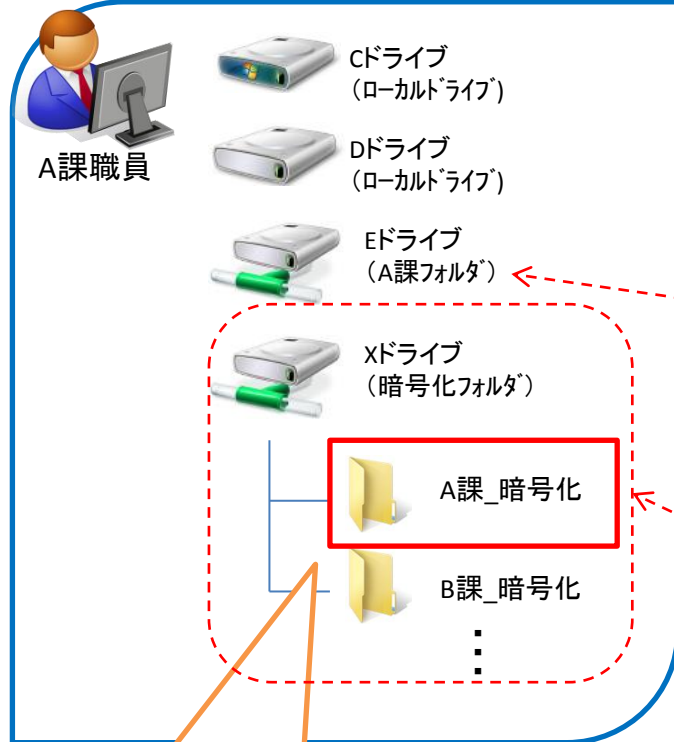 A課職員
Cドライブ
（ﾛｰｶﾙﾄﾞﾗｲﾌﾞ)
Dドライブ
（ﾛｰｶﾙﾄﾞﾗｲﾌﾞ)
Eドライブ
（A課ﾌｫﾙﾀﾞ）
Xドライブ
（暗号化ﾌｫﾙﾀﾞ）
A課_暗号化
B課_暗号化
⋮